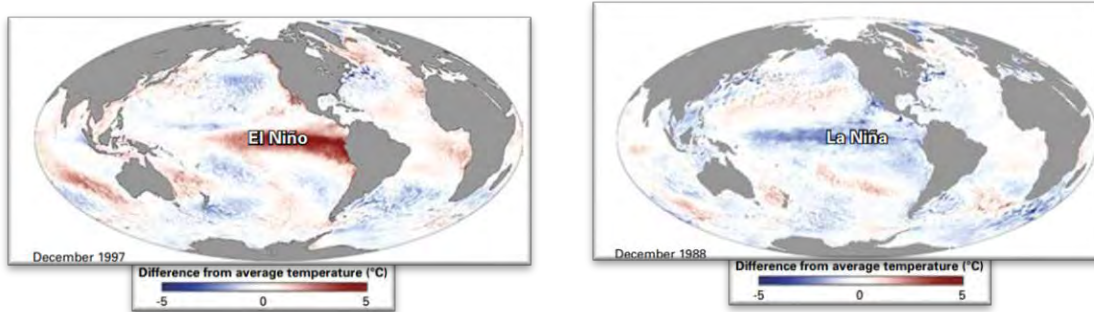 El Niño
December 1997
Difference from average temperature (°C)
-5 0 5
La Niña
December 1988
Difference from average temperature (°C)
-5 0 5